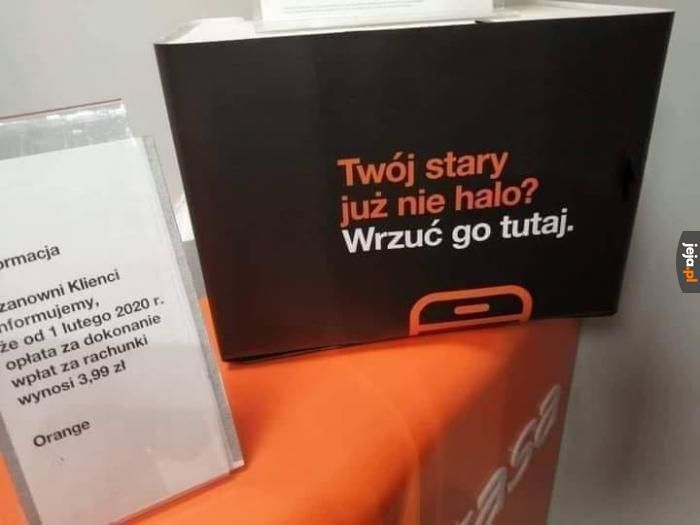 Twój stary
już nie halo?
Wrzuć go tutaj.
ormacja
zanowni Klienci
nformujemy,
że od 1 lutego 2020 r.
opłata za dokonanie
wpłat za rachunki
wynosi 3,99 zł
Orange
asa
jeja.pl